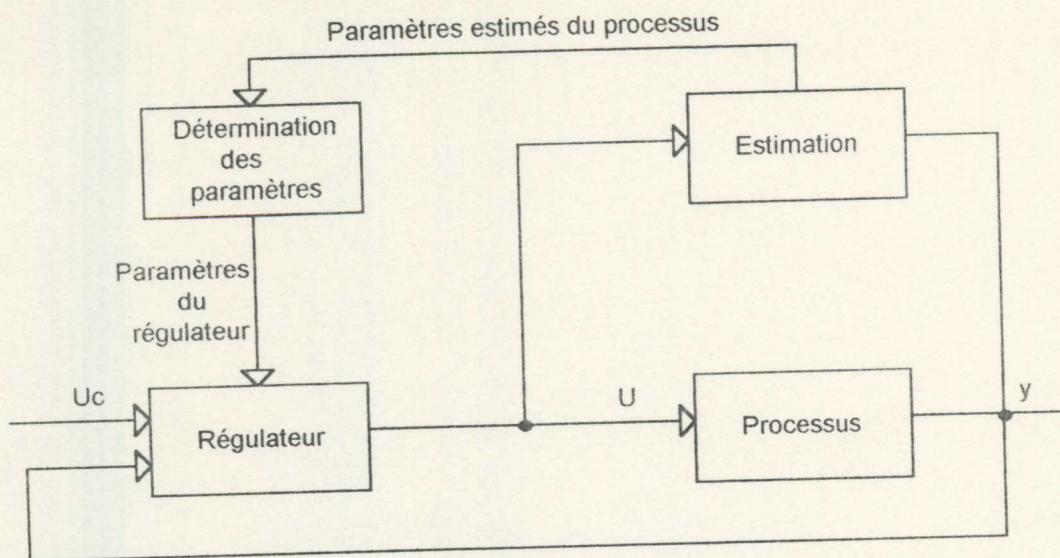 Paramètres estimés du processus
Détermination
des
paramètres
Estimation
Paramètres
du
régulateur
Uc
Régulateur
U
Processus
y